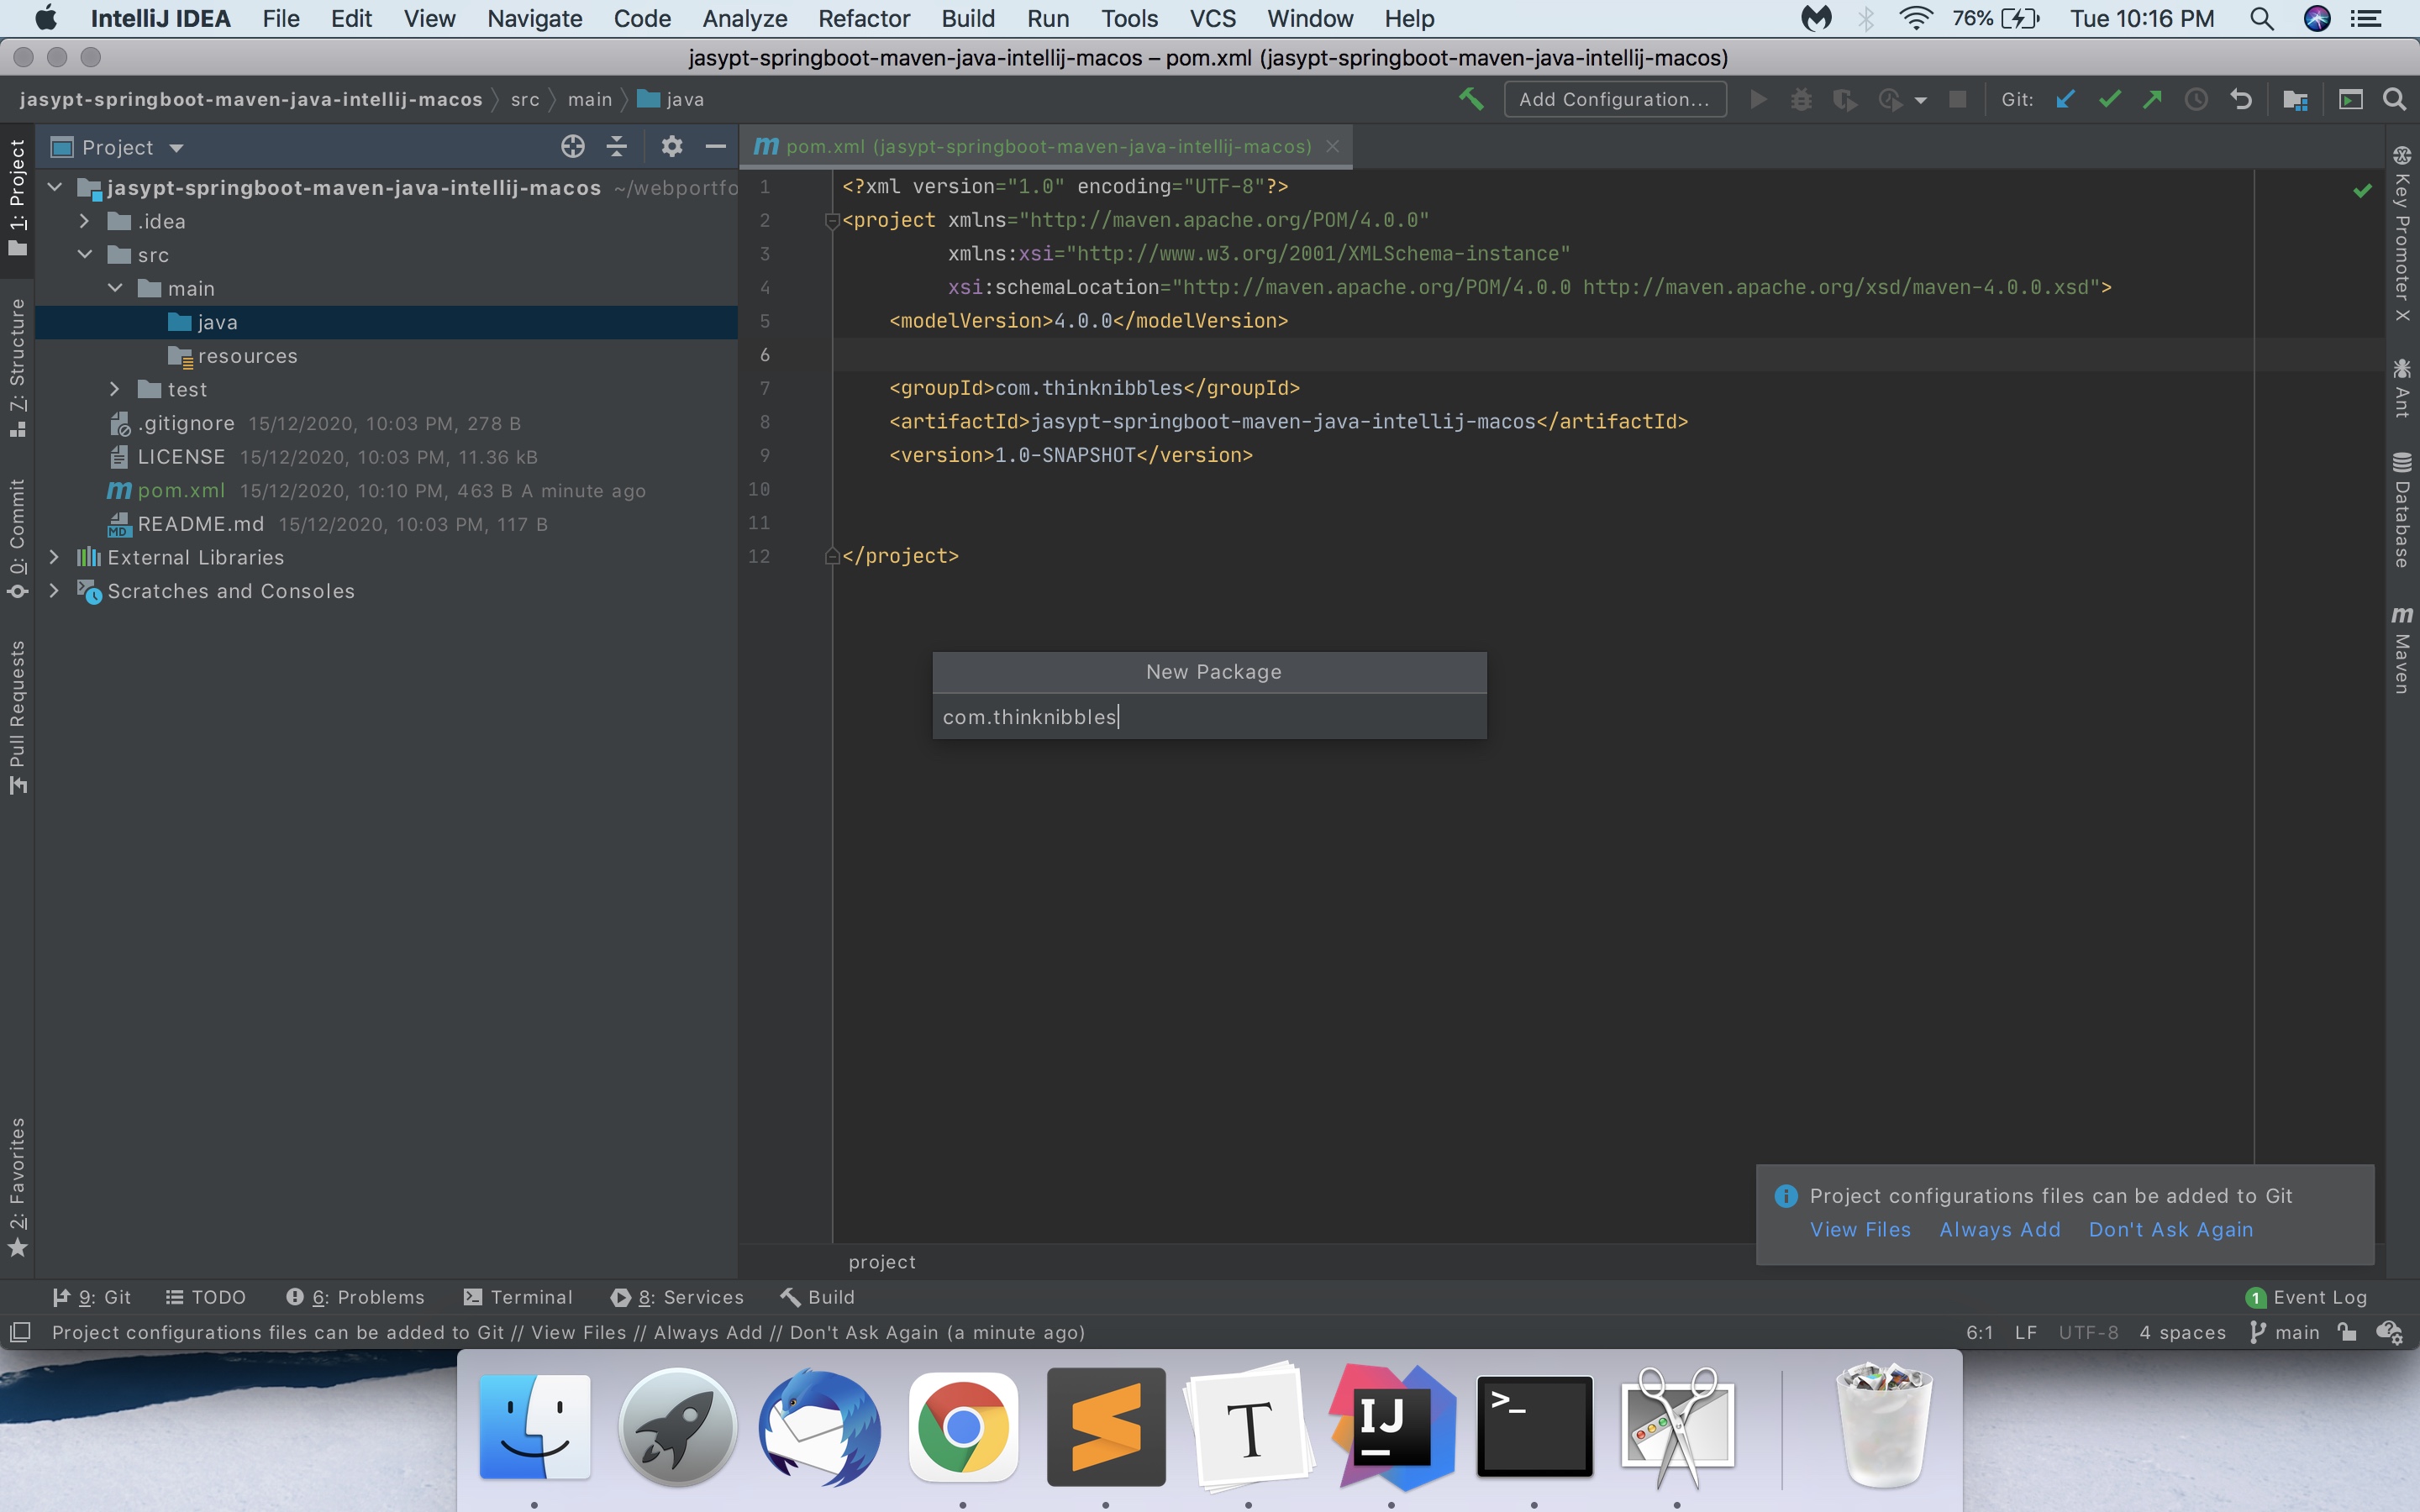 IntelliJ IDEA File Edit View Navigate Code Analyze Refactor Build Run Tools VCS Window Help 76% Tue 10:16 PM
jasypt-springboot-maven-java-intellij-macos – pom.xml (jasypt-springboot-maven-java-intellij-macos)
jasypt-springboot-maven-java-intellij-macos src main java Add Configuration... Git:
1: Project
Z: Structure
0: Commit
Pull Requests
2: Favorites
Project
jasypt-springboot-maven-java-intellij-macos ~/webportfo
.idea
src
main
java
resources
test
.gitignore 15/12/2020, 10:03 PM, 278 B
LICENSE 15/12/2020, 10:03 PM, 11.36 kB
m pom.xml 15/12/2020, 10:10 PM, 463 B A minute ago
MD README.md 15/12/2020, 10:03 PM, 117 B
External Libraries
Scratches and Consoles
m pom.xml (jasypt-springboot-maven-java-intellij-macos)
1 <?xml version="1.0" encoding="UTF-8"?>
2 <project xmlns="http://maven.apache.org/POM/4.0.0"
3 xmlns:xsi="http://www.w3.org/2001/XMLSchema-instance"
4 xsi:schemaLocation="http://maven.apache.org/POM/4.0.0 http://maven.apache.org/xsd/maven-4.0.0.xsd">
5 <modelVersion>4.0.0</modelVersion>
6
7 <groupId>com.thinknibbles</groupId>
8 <artifactId>jasypt-springboot-maven-java-intellij-macos</artifactId>
9 <version>1.0-SNAPSHOT</version>
10
11
12 </project>
New Package
com.thinknibbles
Key Promoter X
Ant
Database
m Maven
Project configurations files can be added to Git
View Files Always Add Don't Ask Again
project
9: Git TODO 6: Problems Terminal 8: Services Build 1 Event Log
Project configurations files can be added to Git // View Files // Always Add // Don't Ask Again (a minute ago) 6:1 LF UTF-8 4 spaces main
T IJ >_